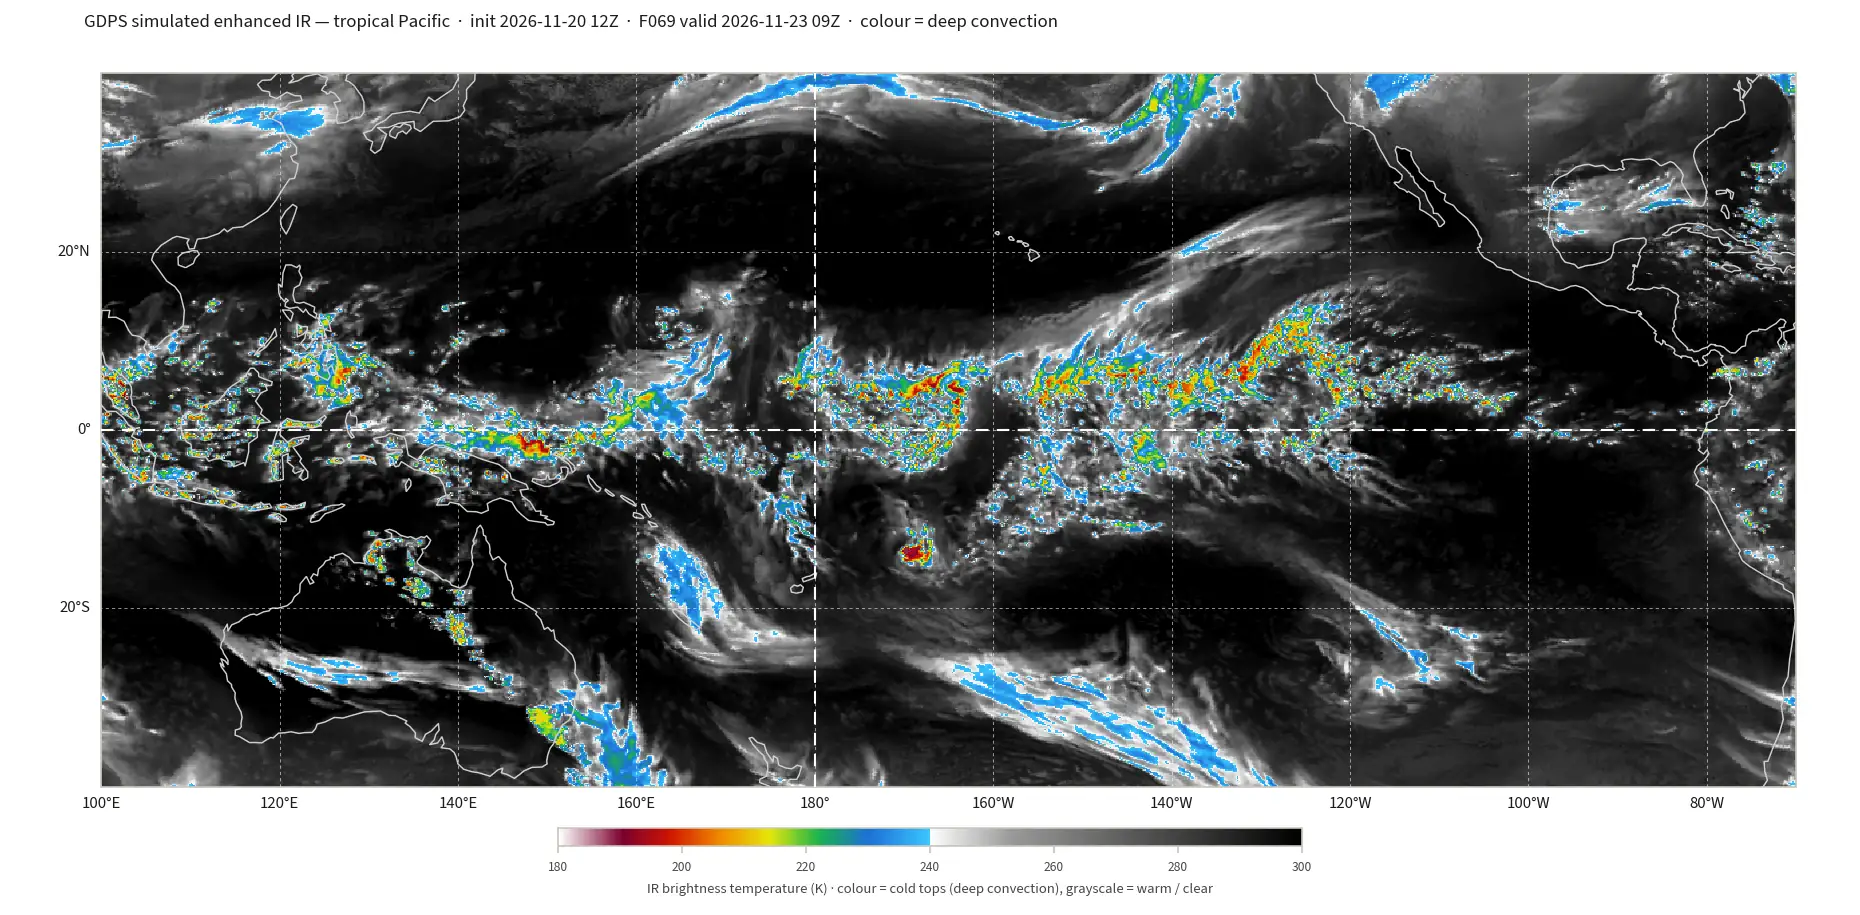 GDPS simulated enhanced IR — tropical Pacific · init 2026-11-20 12Z · F069 valid 2026-11-23 09Z · colour = deep convection
20°N
0°
20°S
100°E 120°E 140°E 160°E 180° 160°W 140°W 120°W 100°W 80°W
180 200 220 240 260 280 300
IR brightness temperature (K) · colour = cold tops (deep convection), grayscale = warm / clear